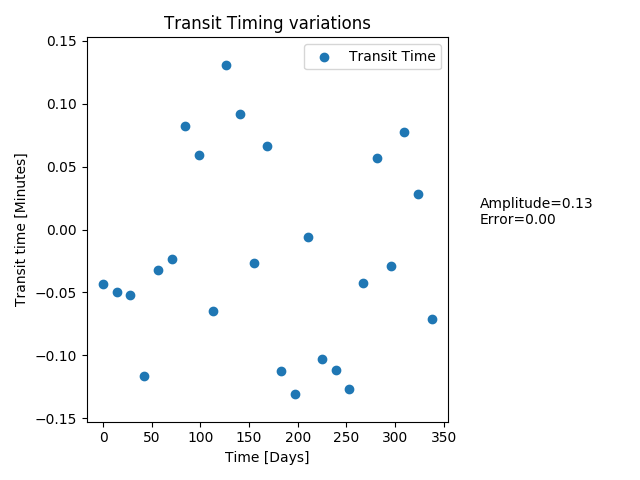 Transit Timing variations
Transit Time
0.15
0.10
0.05
0.00
−0.05
−0.10
−0.15
Transit time [Minutes]
Amplitude=0.13
Error=0.00
0 50 100 150 200 250 300 350
Time [Days]